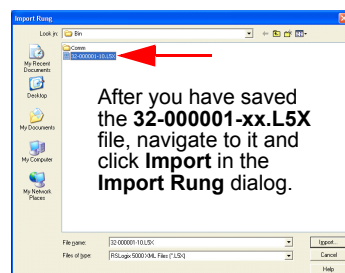 Import Rung
Look in: Bin
Comm
32-000001-10.L5X
My Recent
Documents
Desktop
My Documents
My Computer
My Network
Places
After you have saved
the 32-000001-xx.L5X
file, navigate to it and
click Import in the
Import Rung dialog.
File name: 32-000001-10.L5X Import...
Files of type: RSLogix 5000 XML Files (*.L5X) Cancel
Help